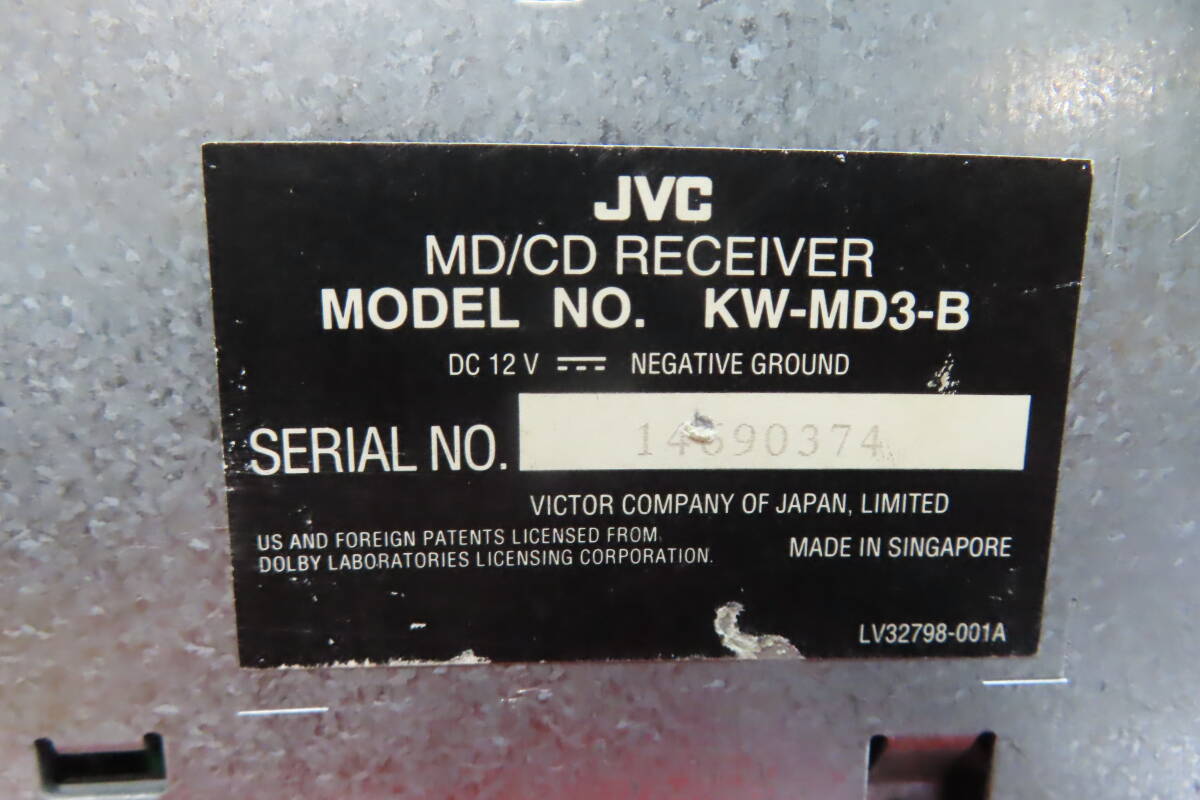 JVC
MD/CD RECEIVER
MODEL NO. KW-MD3-B
DC 12 V NEGATIVE GROUND
SERIAL NO.
VICTOR COMPANY OF JAPAN, LIMITED
US AND FOREIGN PATENTS LICENSED FROM
DOLBY LABORATORIES LICENSING CORPORATION.
MADE IN SINGAPORE
LV32798-001A